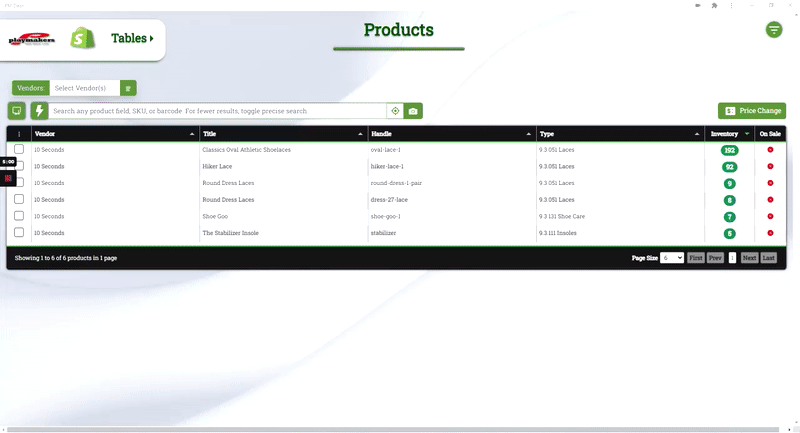 playmakers
Tables
Products
Vendors: Select Vendor(s)
Search any product field, SKU, or barcode For fewer results, toggle precise search
Price Change
Vendor Title Handle Type Inventory On Sale
10 Seconds Classics Oval Athletic Shoelaces oval-lace-1 9.3.051 Laces 192
10 Seconds Hiker Lace hiker-lace-1 9.3.051 Laces 92
10 Seconds Round Dress Laces round-dress-1-pair 9.3.051 Laces 9
10 Seconds Round Dress Laces dress-27-lace 9.3.051 Laces 8
10 Seconds Shoe Goo shoe-goo-1 9.3.131 Shoe Care 7
10 Seconds The Stabilizer Insole stabilizer 9.3.111 Insoles 5
5:00
Showing 1 to 6 of 6 products in 1 page
Page Size 6 First Prev 1 Next Last